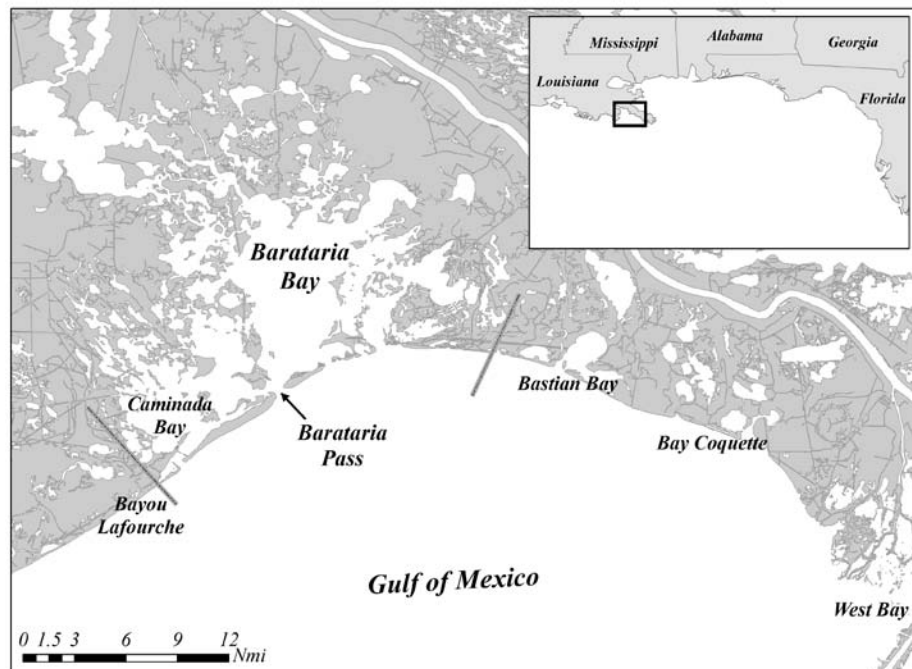 Mississippi
Alabama
Georgia
Louisiana
Florida
Barataria
Bay
Bastian Bay
Caminada
Bay
Barataria
Pass
Bay Coquette
Bayou
Lafourche
Gulf of Mexico
West Bay
0 1.5 3 6 9 12
Nmi